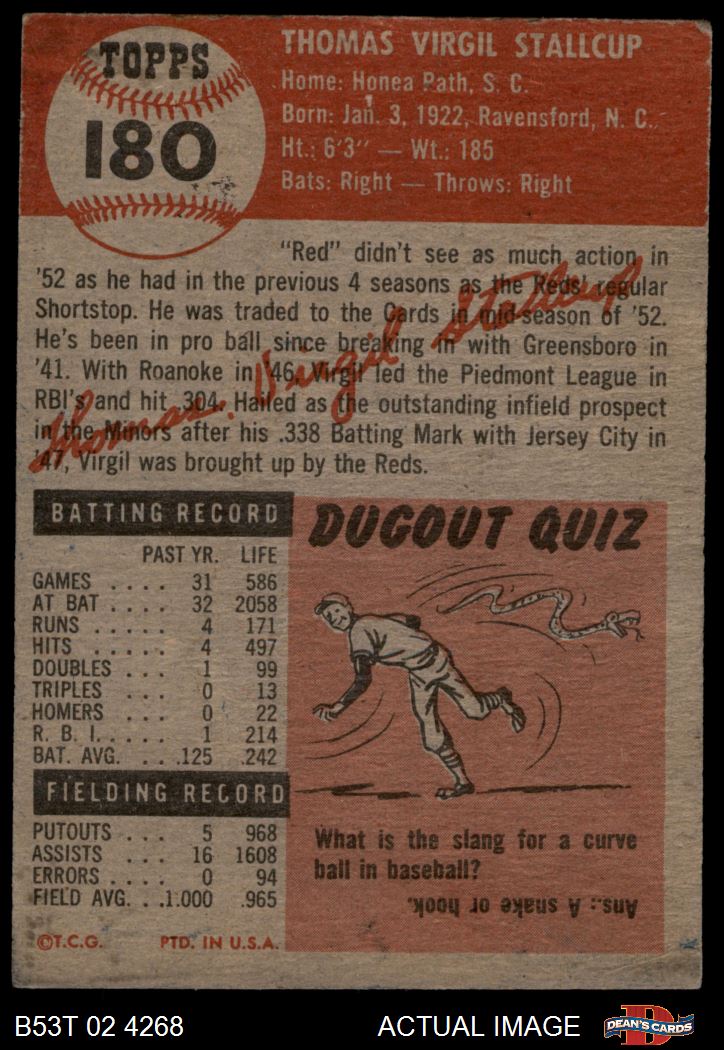 TOPPS
180
THOMAS VIRGIL STALLCUP
Home: Honea Path, S. C.
Born: Jan. 3, 1922, Ravensford, N. C.
Ht.: 6'3" — Wt.: 185
Bats: Right — Throws: Right
"Red" didn't see as much action in
'52 as he had in the previous 4 seasons as the Reds' regular
Shortstop. He was traded to the Cards in mid-season of '52.
He's been in pro ball since breaking in with Greensboro in
'41. With Roanoke in '46, Virgil led the Piedmont League in
RBI's and hit .304. Hailed as the outstanding infield prospect
in the Minors after his .338 Batting Mark with Jersey City in
'47, Virgil was brought up by the Reds.
Thomas Virgil Stallcup
BATTING RECORD
PAST YR. LIFE
GAMES . . . . 31 586
AT BAT . . . . 32 2058
RUNS . . . . . 4 171
HITS . . . . . 4 497
DOUBLES . . . 1 99
TRIPLES . . . 0 13
HOMERS . . . 0 22
R. B. I. . . . . 1 214
BAT. AVG. . . .125 .242
FIELDING RECORD
PUTOUTS . . . 5 968
ASSISTS . . . 16 1608
ERRORS . . . . 0 94
FIELD AVG. . .1.000 .965
©T.C.G. PTD. IN U.S.A.
DUGOUT QUIZ
What is the slang for a curve
ball in baseball?
Ans.: A snake or hook.
B53T 02 4268 ACTUAL IMAGE
DEAN'S CARDS